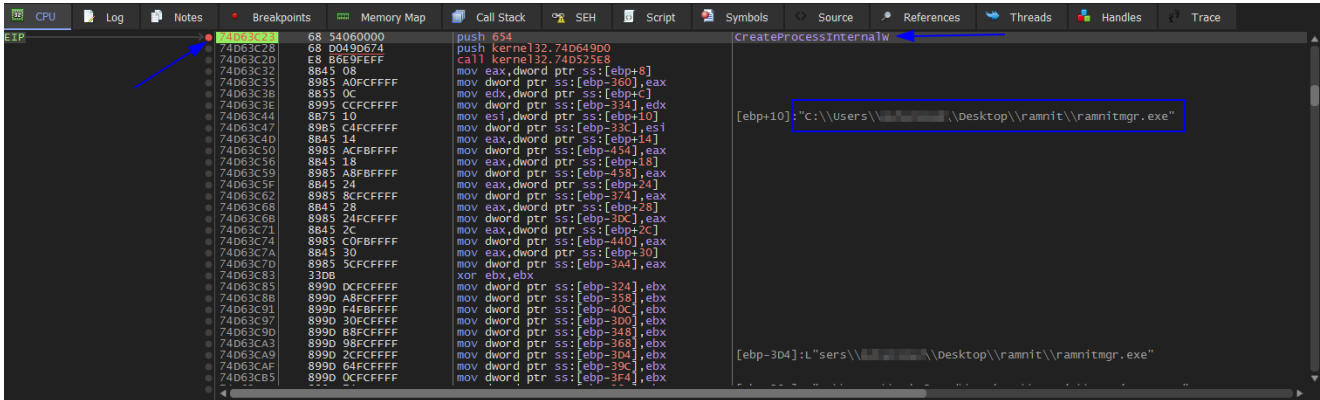 CPU Log Notes Breakpoints Memory Map Call Stack SEH Script Symbols Source References Threads Handles Trace
EIP 74D63C23 68 54060000 push 654 CreateProcessInternalW
74D63C28 68 D049D674 push kernel32.74D649D0
74D63C2D E8 B6E9FEFF call kernel32.74D525E8
74D63C32 8B45 08 mov eax,dword ptr ss:[ebp+8]
74D63C35 8985 A0FCFFFF mov dword ptr ss:[ebp-360],eax
74D63C3B 8B55 0C mov edx,dword ptr ss:[ebp+C]
74D63C3E 8995 CCFCFFFF mov dword ptr ss:[ebp-334],edx
74D63C44 8B75 10 mov esi,dword ptr ss:[ebp+10] [ebp+10]:"C:\\Users\\ \\Desktop\\ramnit\\ramnitmgr.exe"
74D63C47 89B5 C4FCFFFF mov dword ptr ss:[ebp-33C],esi
74D63C4D 8B45 14 mov eax,dword ptr ss:[ebp+14]
74D63C50 8985 ACFBFFFF mov dword ptr ss:[ebp-454],eax
74D63C56 8B45 18 mov eax,dword ptr ss:[ebp+18]
74D63C59 8985 A8FBFFFF mov dword ptr ss:[ebp-458],eax
74D63C5F 8B45 24 mov eax,dword ptr ss:[ebp+24]
74D63C62 8985 8CFCFFFF mov dword ptr ss:[ebp-374],eax
74D63C68 8B45 28 mov eax,dword ptr ss:[ebp+28]
74D63C6B 8985 24FCFFFF mov dword ptr ss:[ebp-3DC],eax
74D63C71 8B45 2C mov eax,dword ptr ss:[ebp+2C]
74D63C74 8985 C0FBFFFF mov dword ptr ss:[ebp-440],eax
74D63C7A 8B45 30 mov eax,dword ptr ss:[ebp+30]
74D63C7D 8985 5CFCFFFF mov dword ptr ss:[ebp-3A4],eax
74D63C83 33DB xor ebx,ebx
74D63C85 899D DCFCFFFF mov dword ptr ss:[ebp-324],ebx
74D63C8B 899D A8FCFFFF mov dword ptr ss:[ebp-358],ebx
74D63C91 899D F4FBFFFF mov dword ptr ss:[ebp-40C],ebx
74D63C97 899D 30FCFFFF mov dword ptr ss:[ebp-3D0],ebx
74D63C9D 899D B8FCFFFF mov dword ptr ss:[ebp-348],ebx
74D63CA3 899D 98FCFFFF mov dword ptr ss:[ebp-368],ebx
74D63CA9 899D 2CFCFFFF mov dword ptr ss:[ebp-3D4],ebx [ebp-3D4]:L"sers\\ \\Desktop\\ramnit\\ramnitmgr.exe"
74D63CAF 899D 64FCFFFF mov dword ptr ss:[ebp-39C],ebx
74D63CB5 899D 0CFCFFFF mov dword ptr ss:[ebp-3F4],ebx